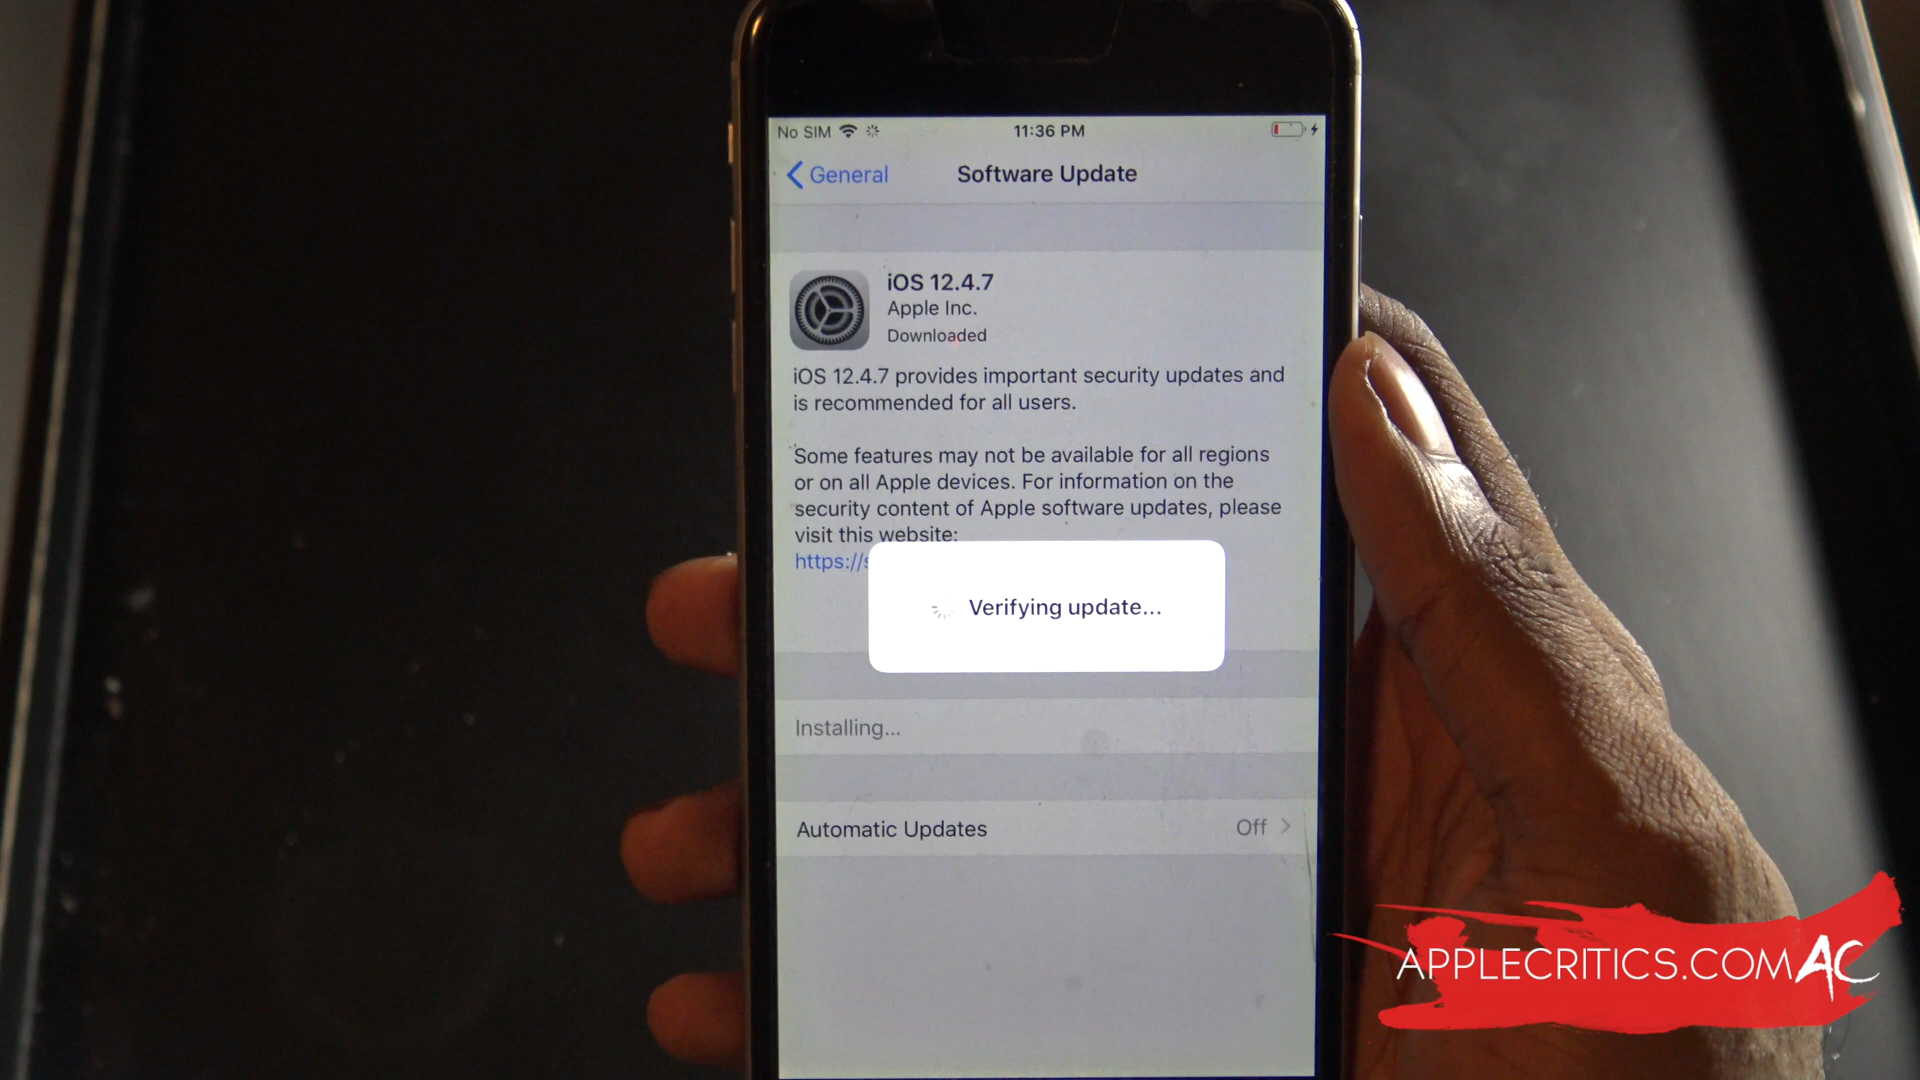 No SIM
11:36 PM
General
Software Update
iOS 12.4.7
Apple Inc.
Downloaded
iOS 12.4.7 provides important security updates and
is recommended for all users.
Some features may not be available for all regions
or on all Apple devices. For information on the
security content of Apple software updates, please
visit this website:
https://s
Verifying update...
Installing...
Automatic Updates
Off
APPLECRITICS.COM AC